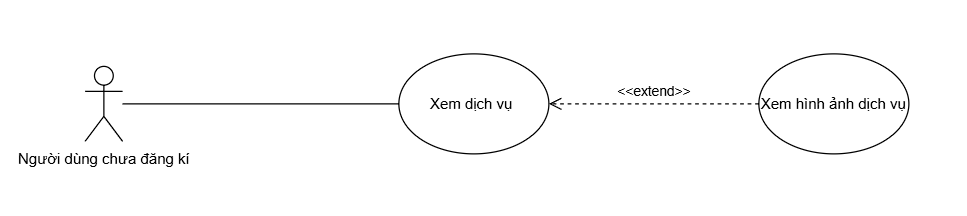 <<extend>>
Xem dịch vụ
Xem hình ảnh dịch vụ
Người dùng chưa đăng kí